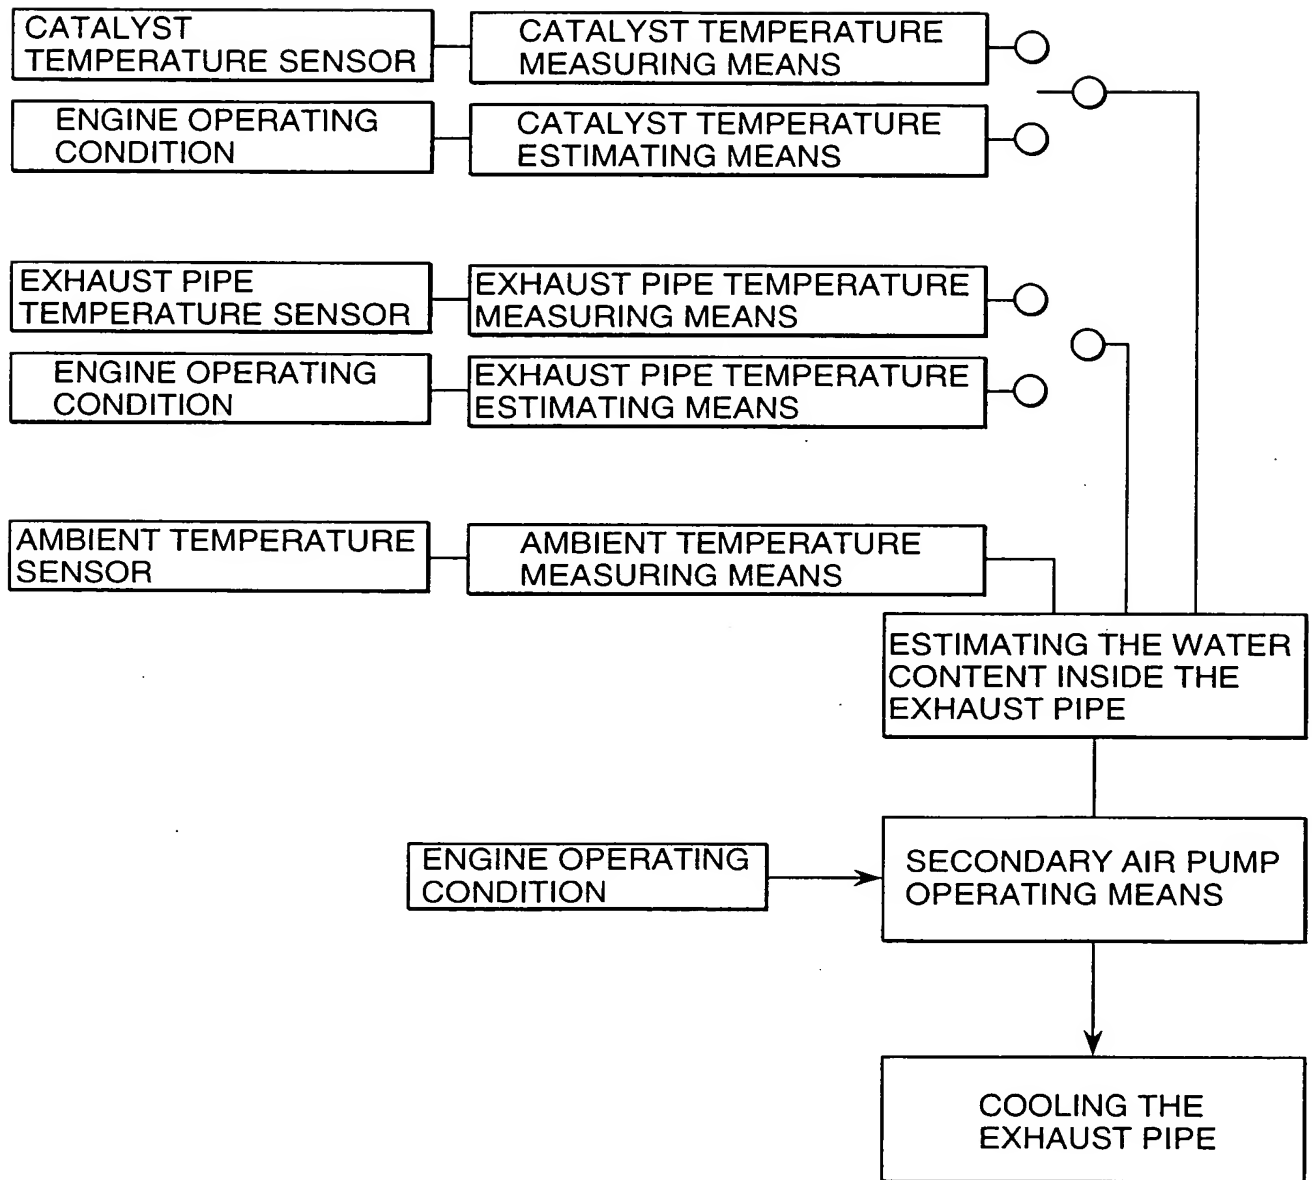 CATALYST
TEMPERATURE SENSOR
CATALYST TEMPERATURE
MEASURING MEANS
ENGINE OPERATING
CONDITION
CATALYST TEMPERATURE
ESTIMATING MEANS
EXHAUST PIPE
TEMPERATURE SENSOR
EXHAUST PIPE TEMPERATURE
MEASURING MEANS
ENGINE OPERATING
CONDITION
EXHAUST PIPE TEMPERATURE
ESTIMATING MEANS
AMBIENT TEMPERATURE
SENSOR
AMBIENT TEMPERATURE
MEASURING MEANS
ESTIMATING THE WATER
CONTENT INSIDE THE
EXHAUST PIPE
ENGINE OPERATING
CONDITION
SECONDARY AIR PUMP
OPERATING MEANS
COOLING THE
EXHAUST PIPE